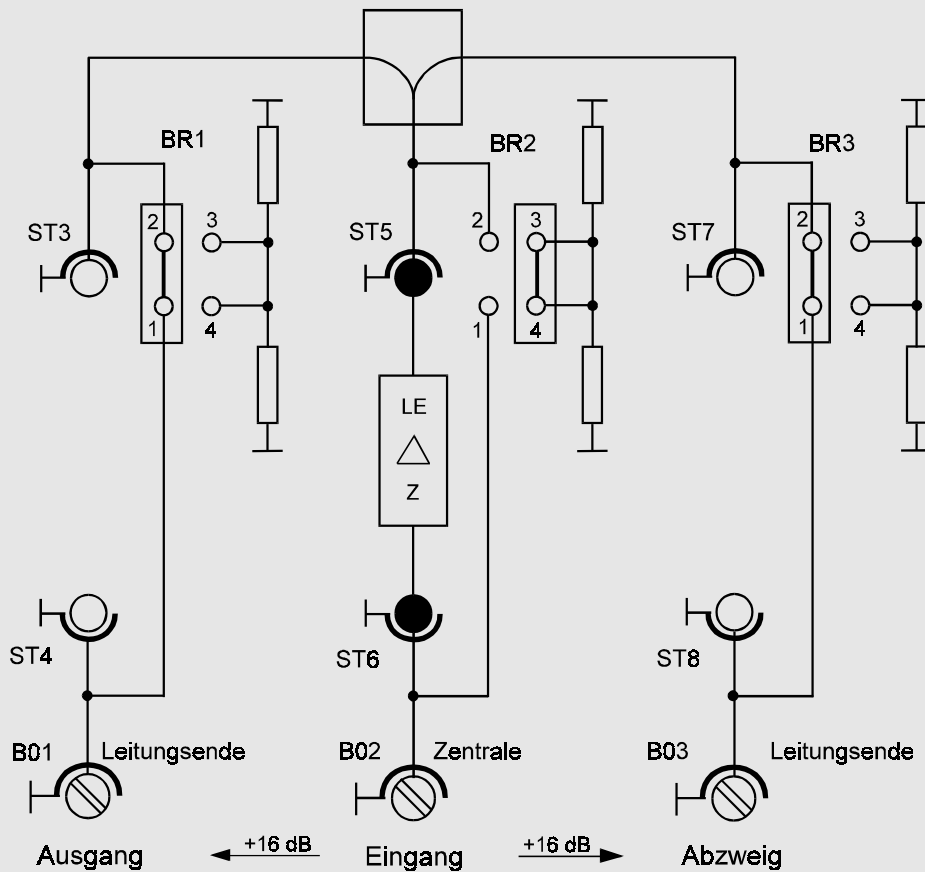 BR1
BR2
BR3
ST3
2
3
ST5
2
3
ST7
2
3
1
4
1
4
1
4
LE
Z
ST4
ST6
ST8
B01 Leitungsende
B02 Zentrale
B03 Leitungsende
Ausgang
+16 dB
Eingang
+16 dB
Abzweig